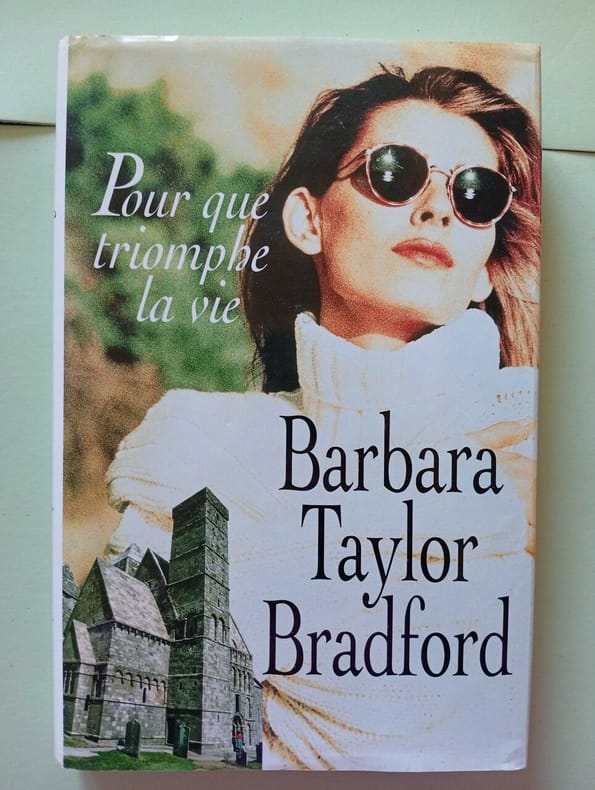 Pour que
triomphe
la vie
Barbara
Taylor
Bradford